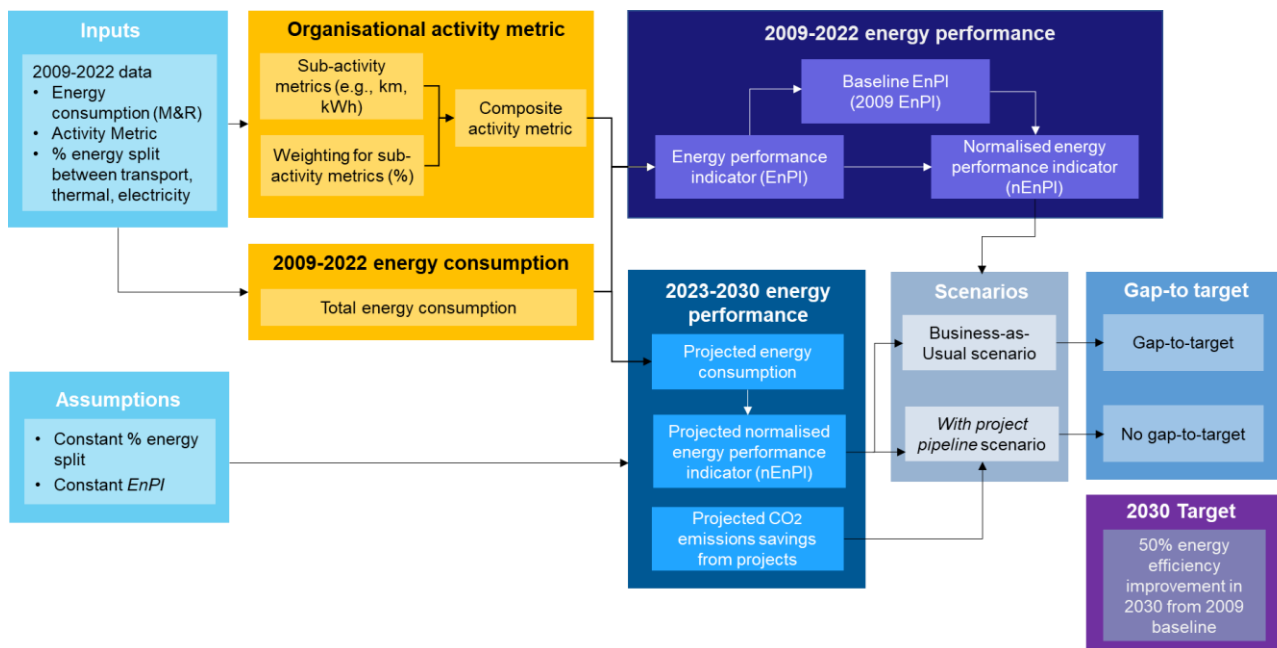 Inputs
2009-2022 data
• Energy
consumption (M&R)
• Activity Metric
• % energy split
between transport,
thermal, electricity
Organisational activity metric
Sub-activity
metrics (e.g., km,
kWh)
Weighting for sub-
activity metrics (%)
Composite
activity metric
2009-2022 energy performance
Baseline EnPI
(2009 EnPI)
Energy performance
indicator (EnPI)
Normalised energy
performance indicator
(nEnPI)
2009-2022 energy consumption
Total energy consumption
2023-2030 energy
performance
Projected energy
consumption
Projected normalised
energy performance
indicator (nEnPI)
Projected CO2
emissions savings
from projects
Scenarios
Business-as-
Usual scenario
With project
pipeline scenario
Gap-to target
Gap-to-target
No gap-to-target
Assumptions
• Constant % energy
split
• Constant EnPI
2030 Target
50% energy
efficiency
improvement in
2030 from 2009
baseline